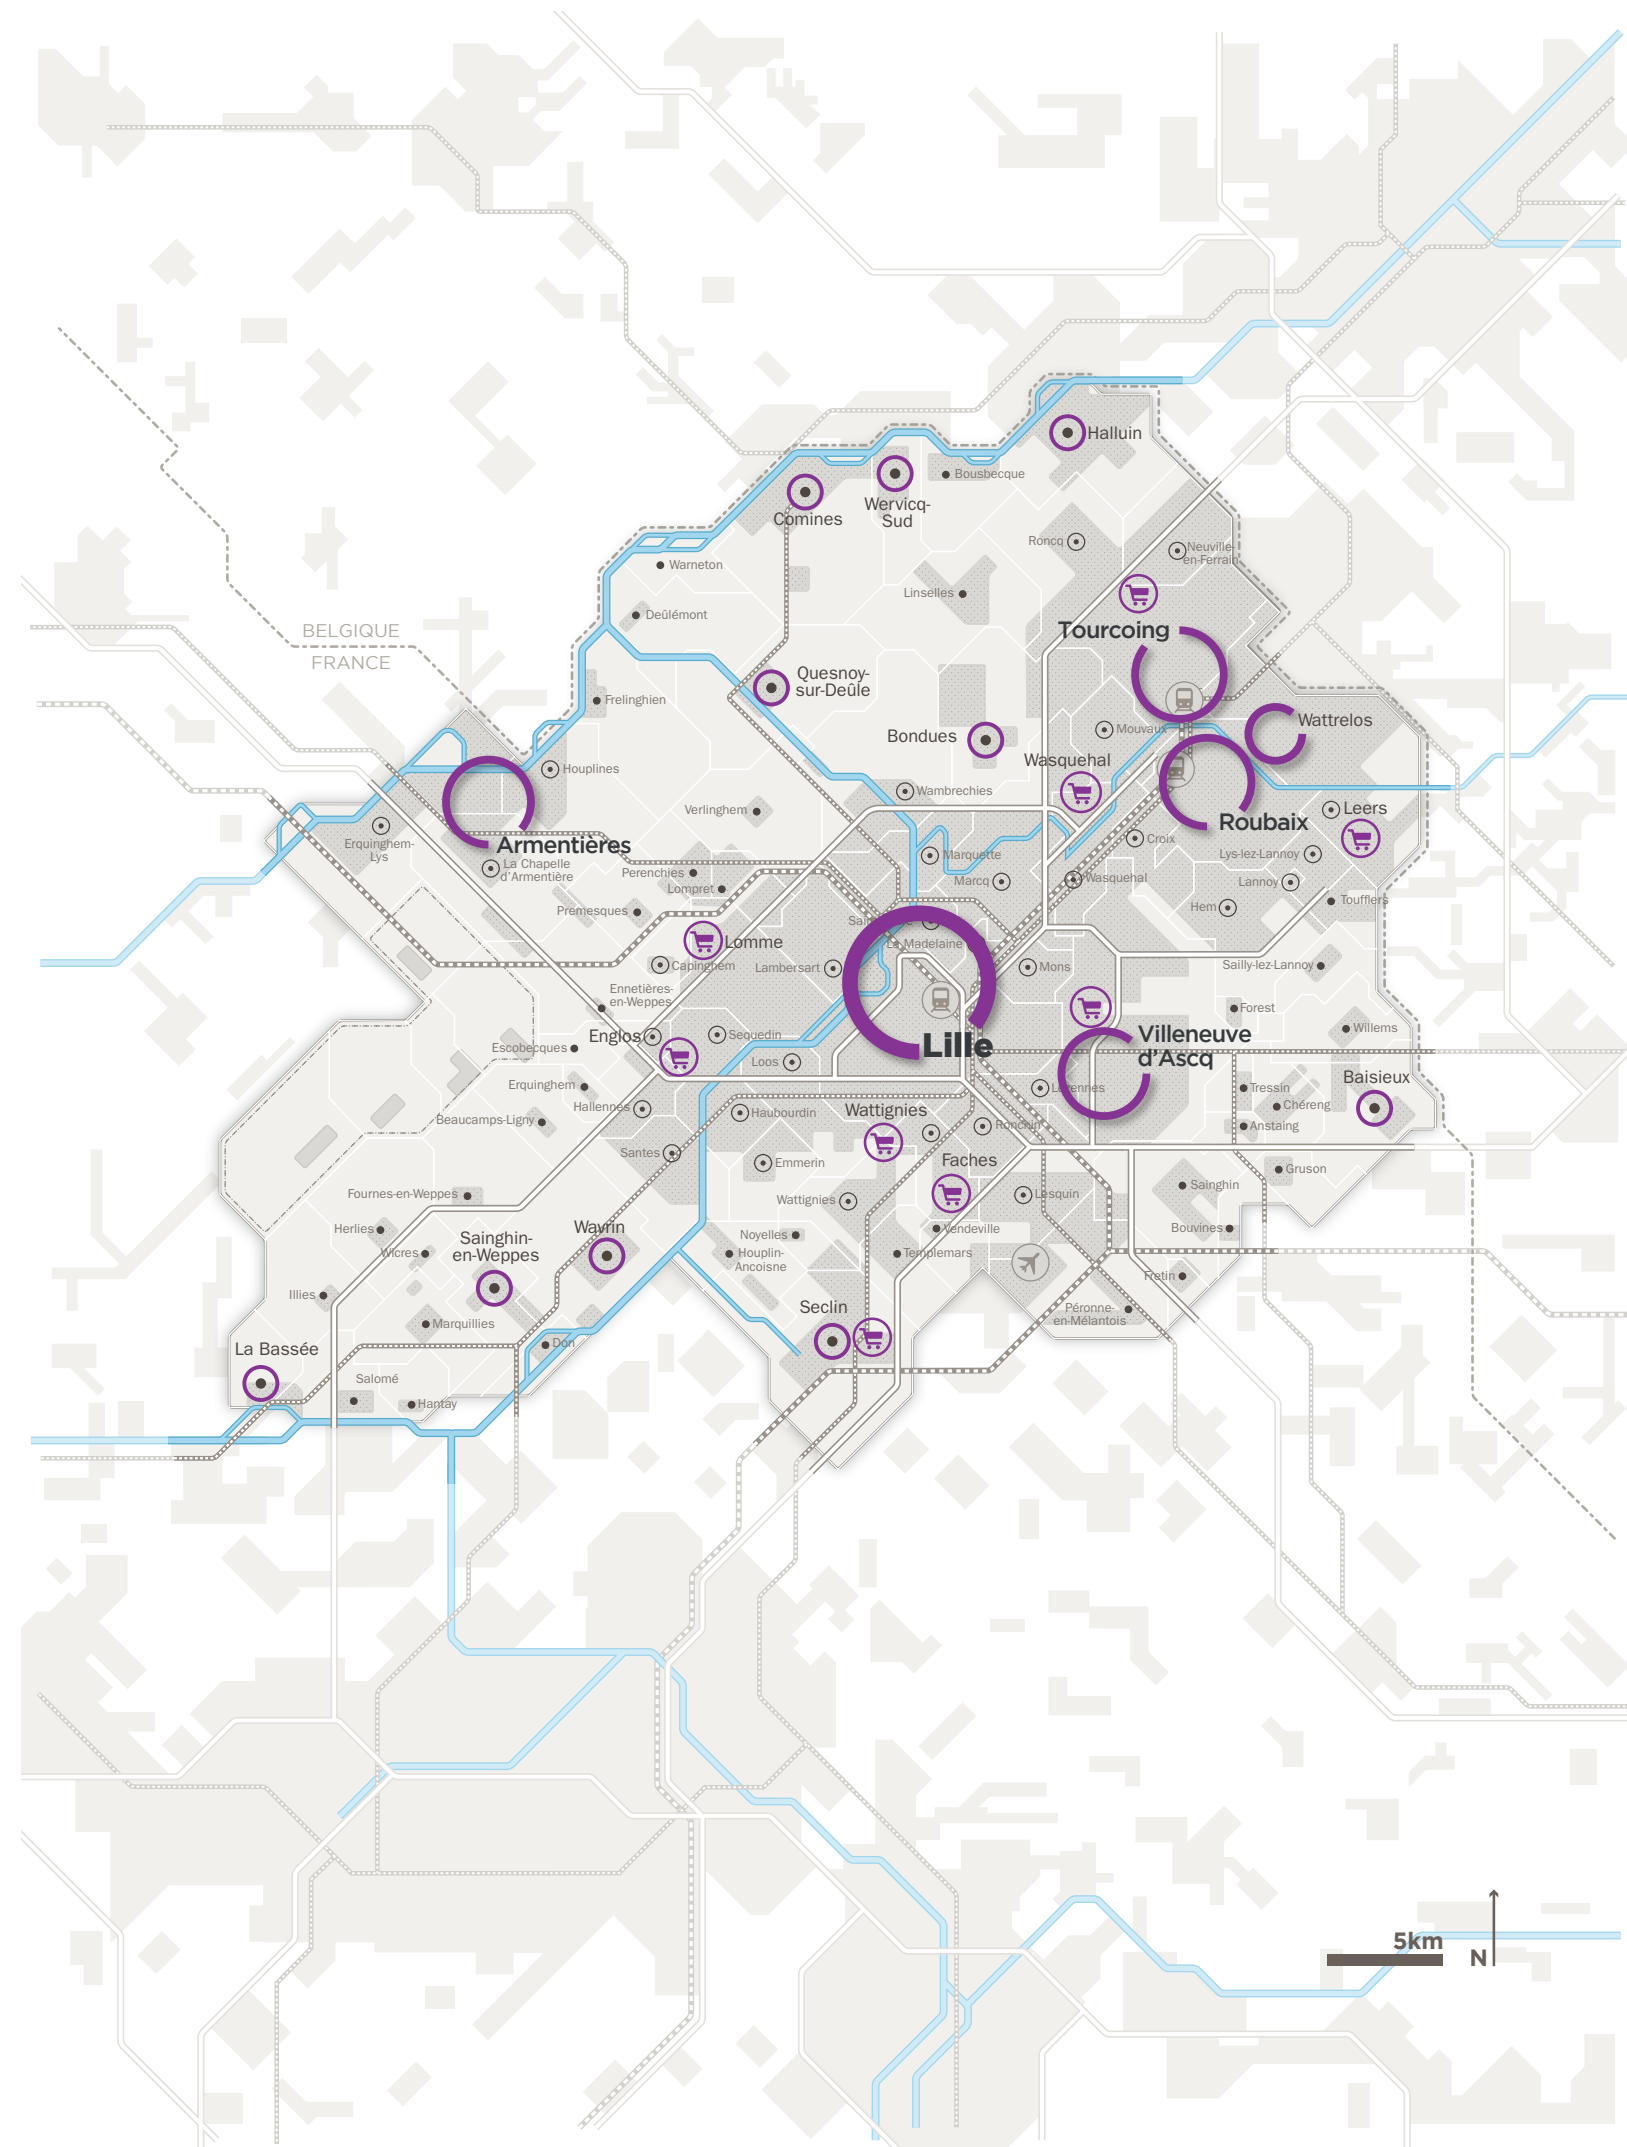 Halluin
Bousbecque
Wervicq-
Sud
Comines
Roncq
Neuville-
en-Ferrain
Warneton
Linselles
Deûlémont
BELGIQUE
FRANCE
Tourcoing
Quesnoy-
sur-Deûle
Frelinghien
Wattrelos
Mouvaux
Bondues
Wasquehal
Houplines
Wambrechies
Verlinghem
Leers
Roubaix
Armentières
Erquinghem-
Lys
Croix
Marquette
Lys-lez-Lannoy
La Chapelle
d'Armentière
Perenchies
Lompret
Marcq
Wasquehal
Lannoy
Toufflers
Hem
Premesques
La Madelaine
Lomme
Capinghem
Lambersart
Mons
Sailly-lez-Lannoy
Ennetières-
en-Weppes
Forest
Willems
Englos
Sequedin
Lille
Villeneuve
d'Ascq
Escobecques
Loos
Baisieux
Erquinghem
Lezennes
Tressin
Chéreng
Hallennes
Haubourdin
Wattignies
Beaucamps-Ligny
Ronchin
Anstaing
Santes
Emmerin
Faches
Gruson
Fournes-en-Weppes
Wattignies
Lesquin
Sainghin
Herlies
Wavrin
Noyelles
Vendeville
Bouvines
Sainghin-
en-Weppes
Wicres
Houplin-
Ancoisne
Templemars
Fretin
Illies
Seclin
Péronne-
en-Mélantois
Marquillies
Don
La Bassée
Salomé
Hantay
5km
N